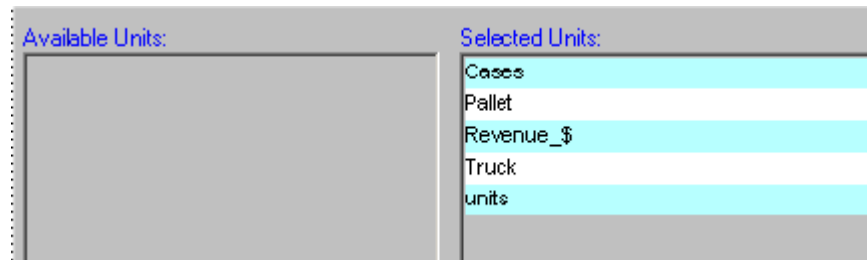 Available Units:
Selected Units:
Cases
Pallet
Revenue_$
Truck
units